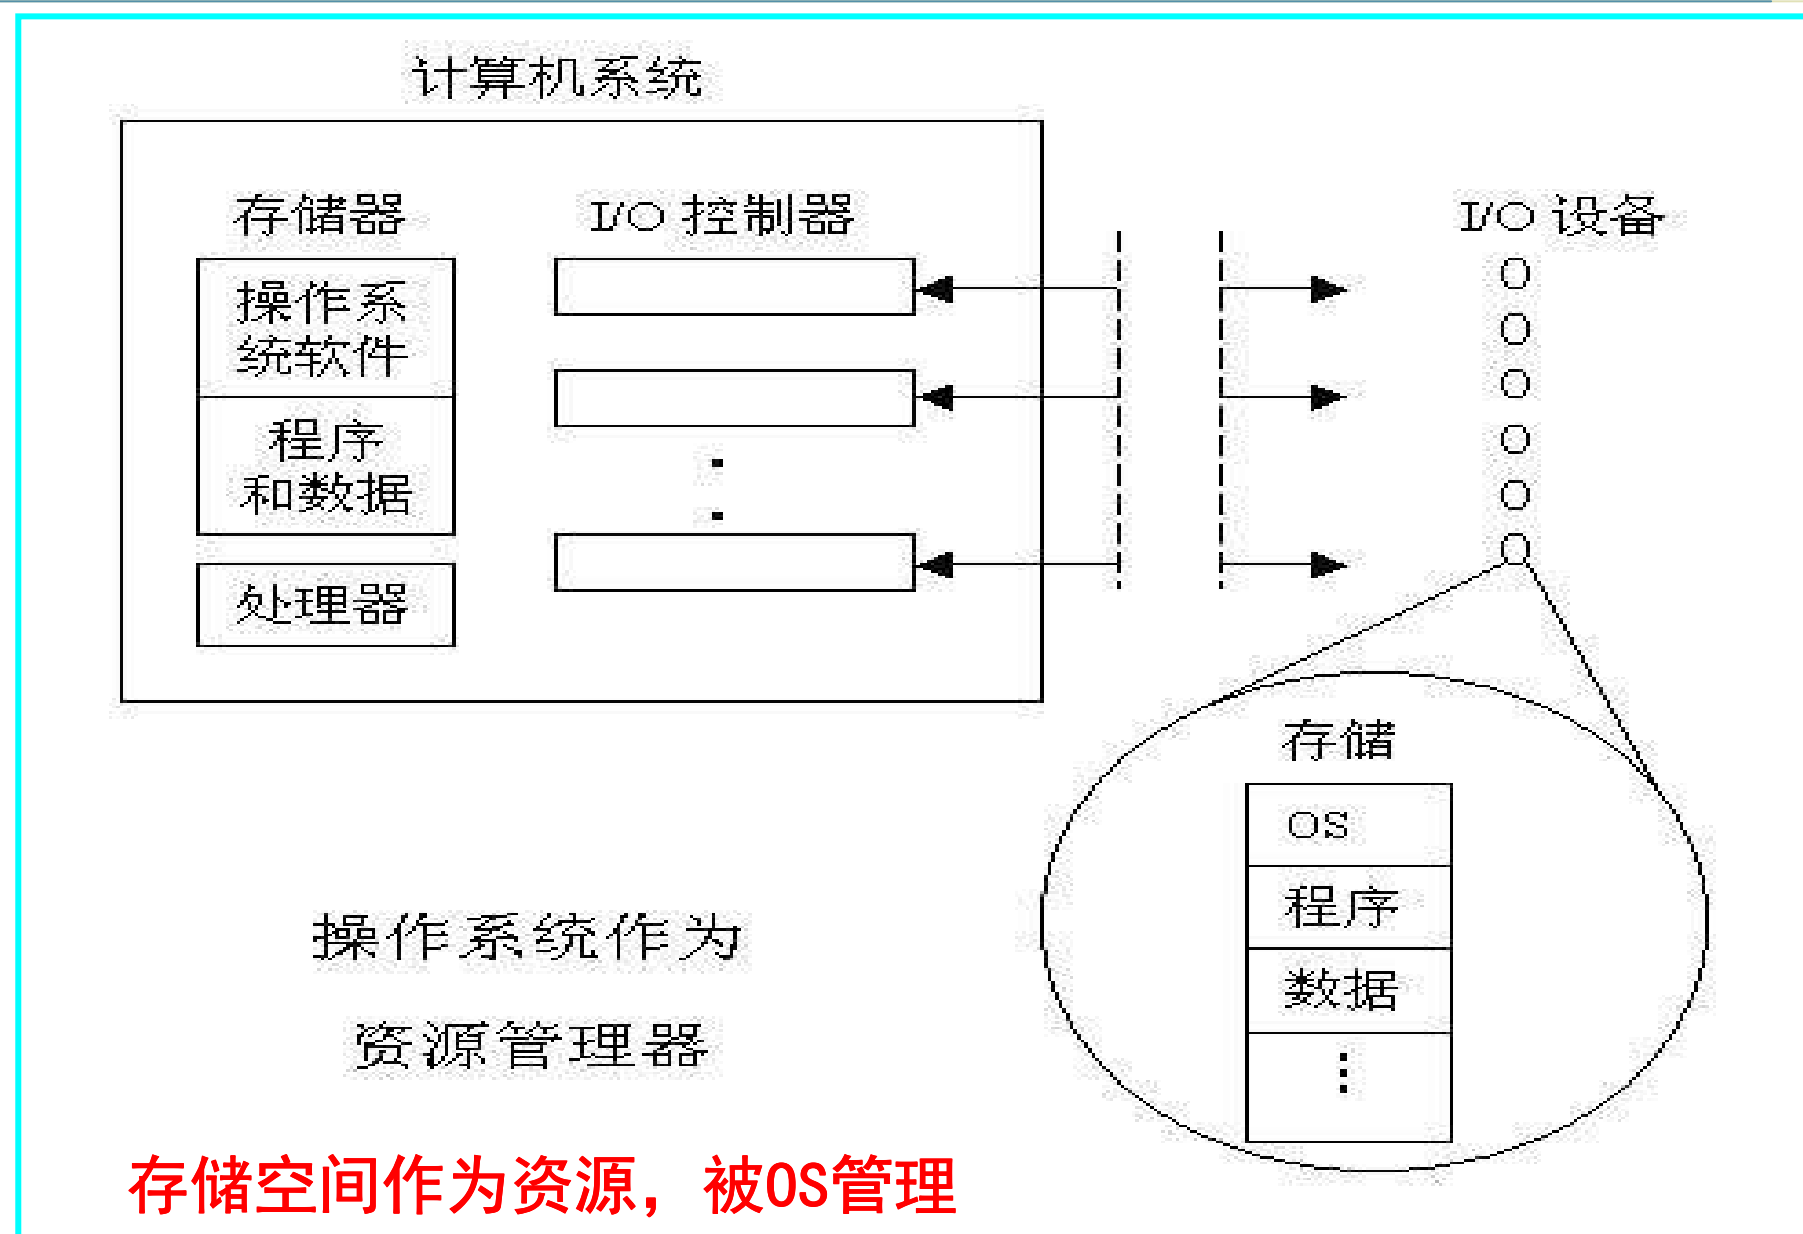 计算机系统
存储器
I/O 控制器
I/O 设备
操作系
统软件
程序
和数据
处理器
存储
OS
程序
数据
操作系统作为
资源管理器
存储空间作为资源，被OS管理